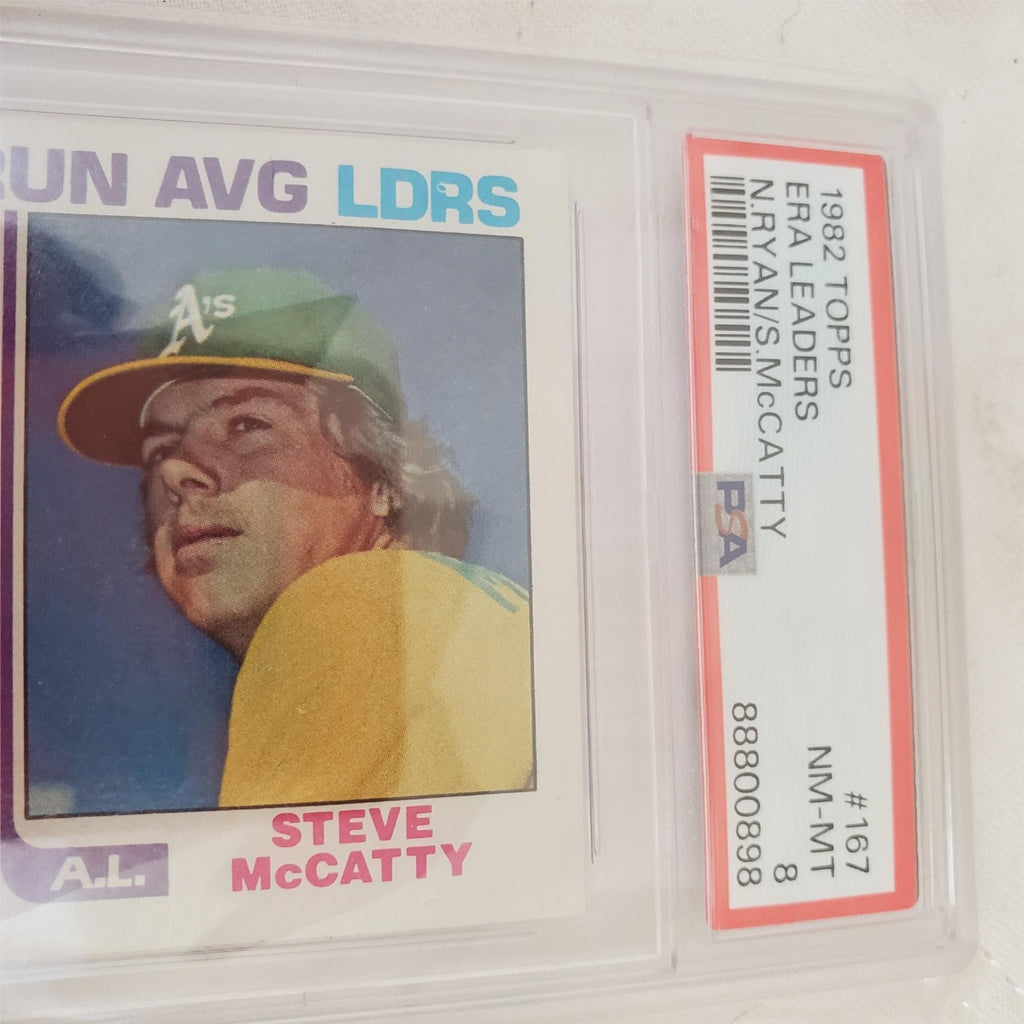 RUN AVG LDRS
A's
STEVE
McCATTY
A.L.
1982 TOPPS
ERA LEADERS
N.RYAN/S.McCATTY
#167
NM-MT
8
88800898
PSA